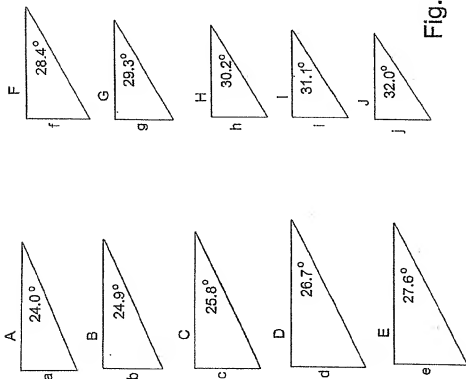 A
24.0°
a
B
24.9°
b
C
25.8°
c
D
26.7°
d
E
27.6°
e
F
28.4°
f
G
29.3°
g
H
30.2°
h
I
31.1°
i
J
32.0°
j
Fig.